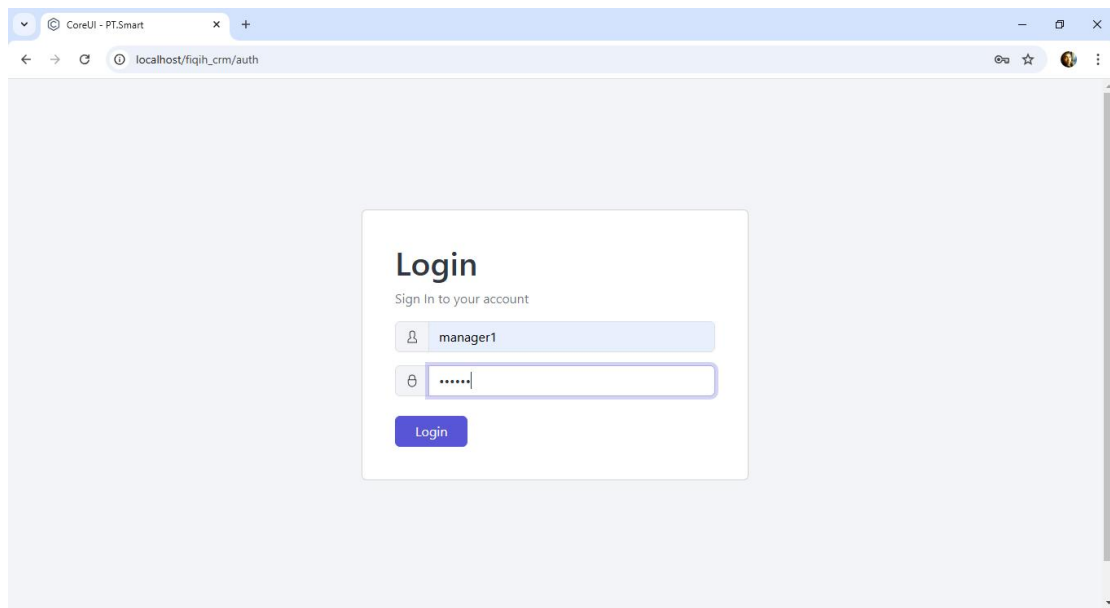 CoreUI - PT.Smart
localhost/fiqih_crm/auth
Login
Sign In to your account
manager1
••••••
Login